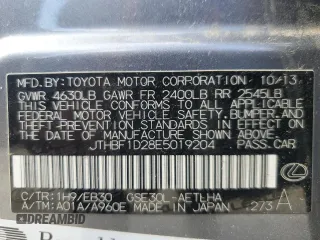 MFD.BY:TOYOTA MOTOR CORPORATION 10/13
GVWR 4630LB GAWR FR 2400LB RR 2545LB
THIS VEHICLE CONFORMS TO ALL APPLICABLE
FEDERAL MOTOR VEHICLE SAFETY,
BUMPER, AND THEFT PREVENTION STANDARDS
IN EFFECT ON THE DATE OF
MANUFACTURE SHOWN ABOVE.
JTHBF1D28E5019204 PASS.CAR
C/TR:1H9/EB30 GSE30L-AETLHA
A/TM:A01A/A960E MADE IN JAPAN 273 A
AUTOBIDMASTER